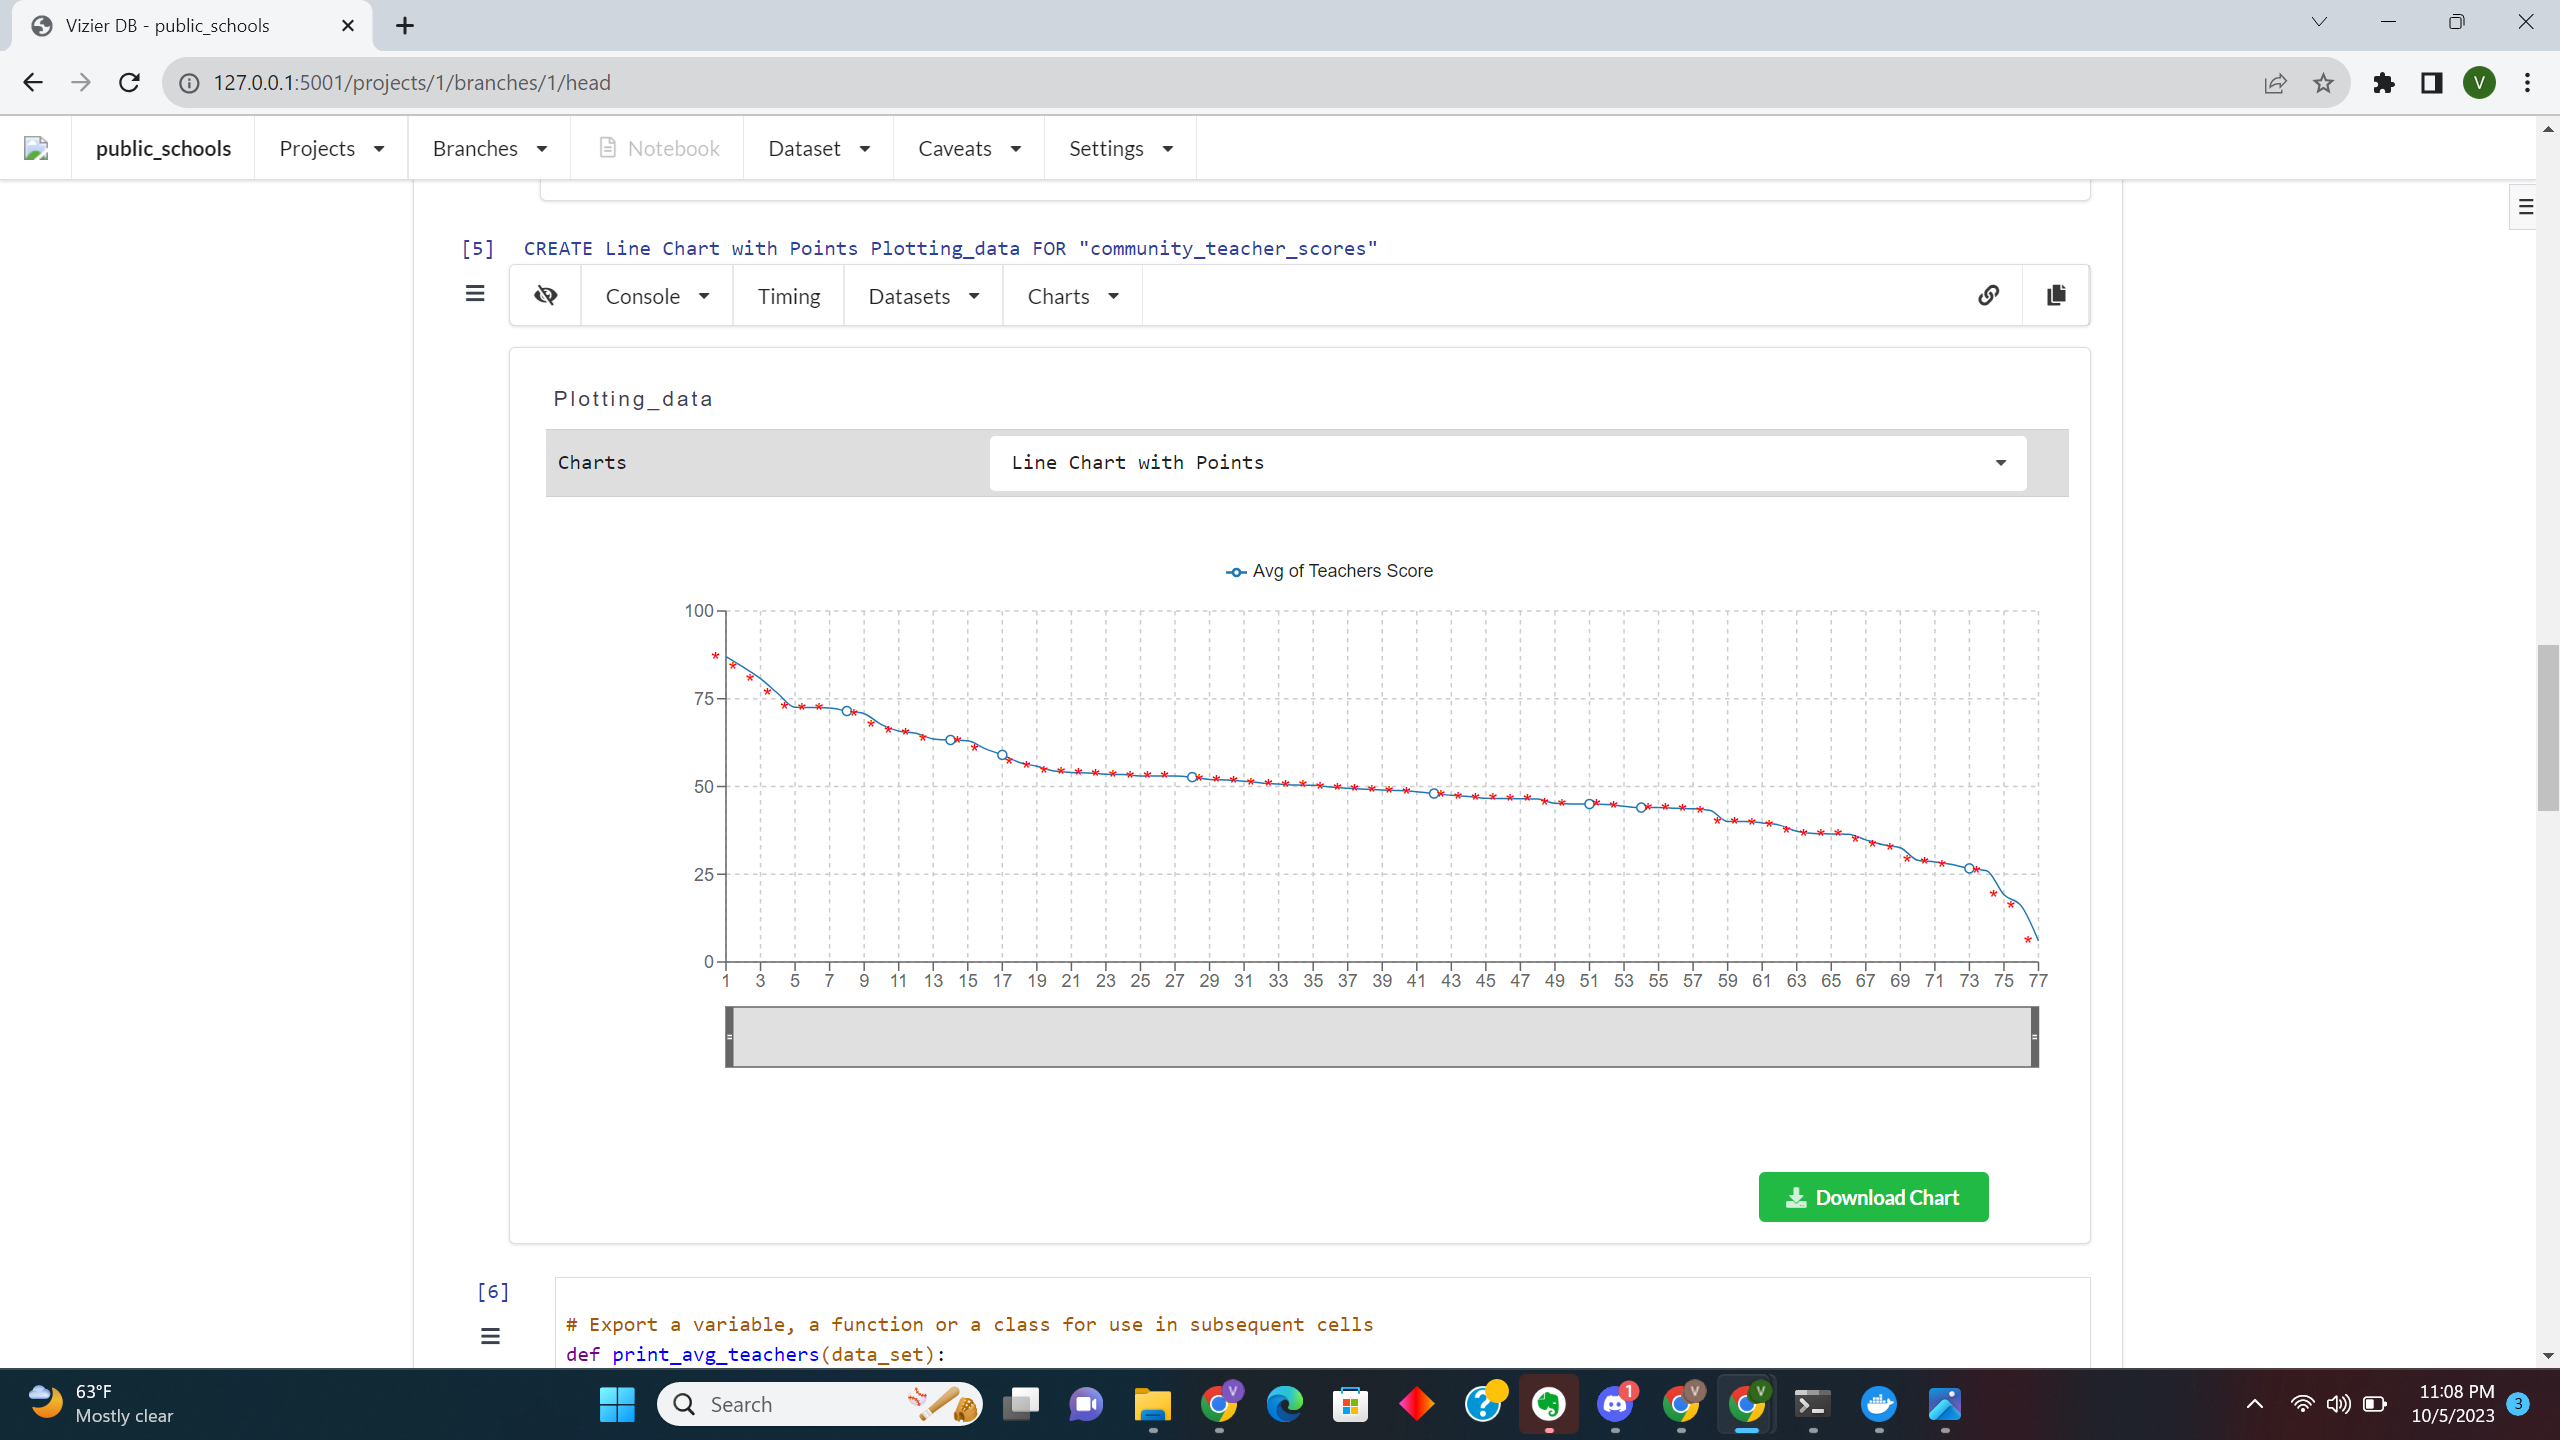 Vizier DB - public_schools
127.0.0.1:5001/projects/1/branches/1/head
V
public_schools Projects Branches Notebook Dataset Caveats Settings
[5] CREATE Line Chart with Points Plotting_data FOR "community_teacher_scores"
Console Timing Datasets Charts
Plotting_data
Charts Line Chart with Points
Avg of Teachers Score
100
75
50
25
0
1 3 5 7 9 11 13 15 17 19 21 23 25 27 29 31 33 35 37 39 41 43 45 47 49 51 53 55 57 59 61 63 65 67 69 71 73 75 77
Download Chart
[6]
# Export a variable, a function or a class for use in subsequent cells
def print_avg_teachers(data_set):
63°F
Mostly clear
Search
V
1
V
V
11:08 PM
10/5/2023
3